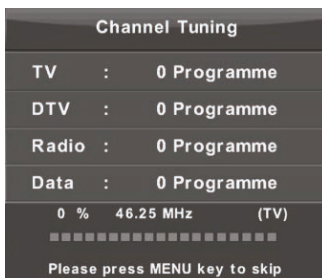 Channel Tuning
TV : 0 Programme
DTV : 0 Programme
Radio : 0 Programme
Data : 0 Programme
0 % 46.25 MHz (TV)
Please press MENU key to skip